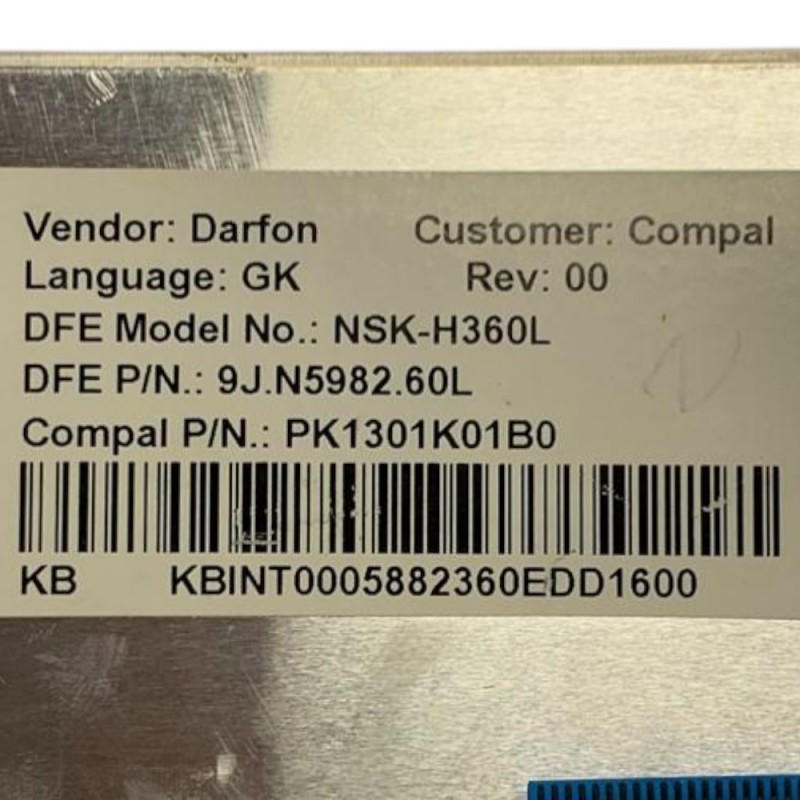 Vendor: Darfon Customer: Compal
Language: GK Rev: 00
DFE Model No.: NSK-H360L
DFE P/N.: 9J.N5982.60L
Compal P/N.: PK1301K01B0
KB KBINT0005882360EDD1600